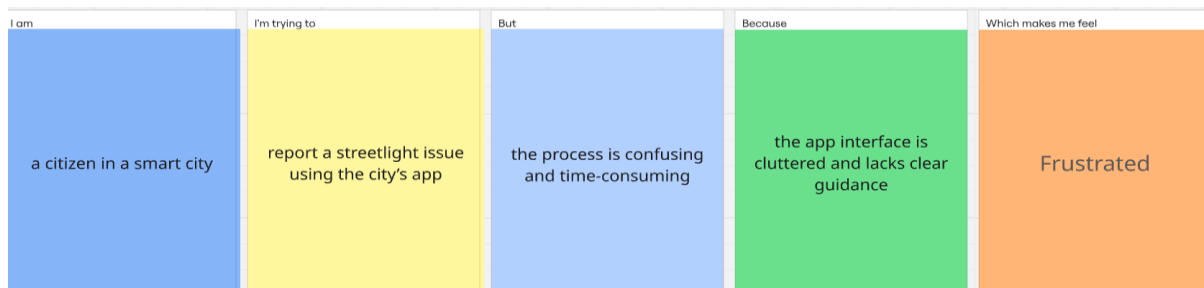 I am
I'm trying to
But
Because
Which makes me feel
a citizen in a smart city
report a streetlight issue
using the city’s app
the process is confusing
and time-consuming
the app interface is
cluttered and lacks clear
guidance
Frustrated